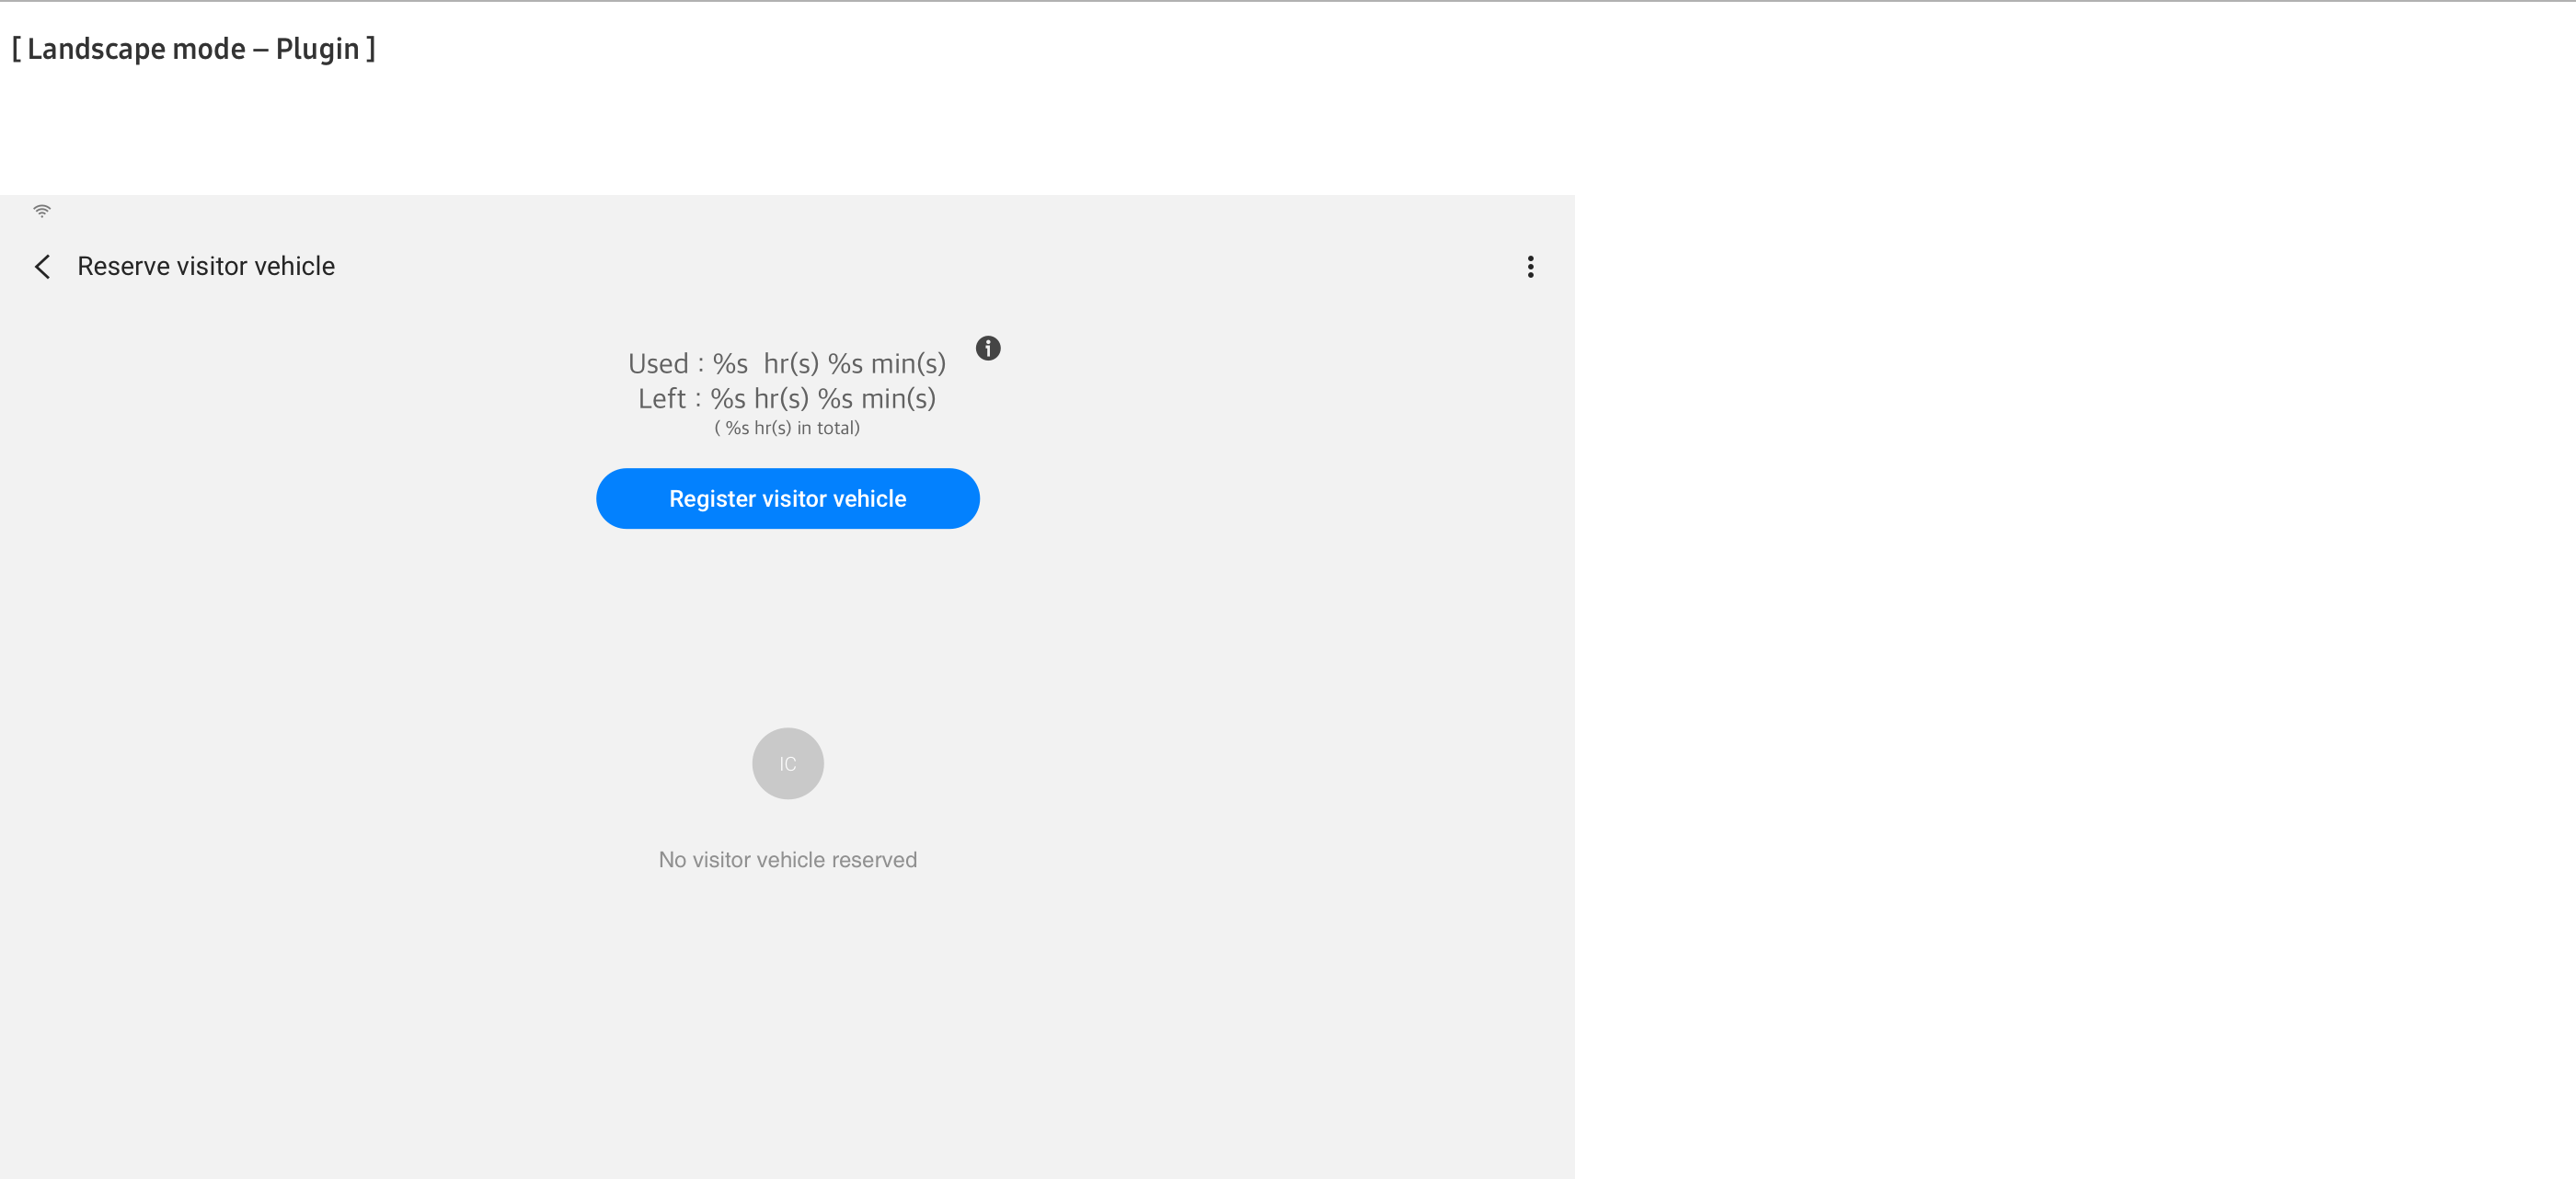 [ Landscape mode – Plugin ]
Reserve visitor vehicle
Used : %s  hr(s) %s min(s)
Left : %s hr(s) %s min(s)
( %s hr(s) in total)
Register visitor vehicle
IC
No visitor vehicle reserved